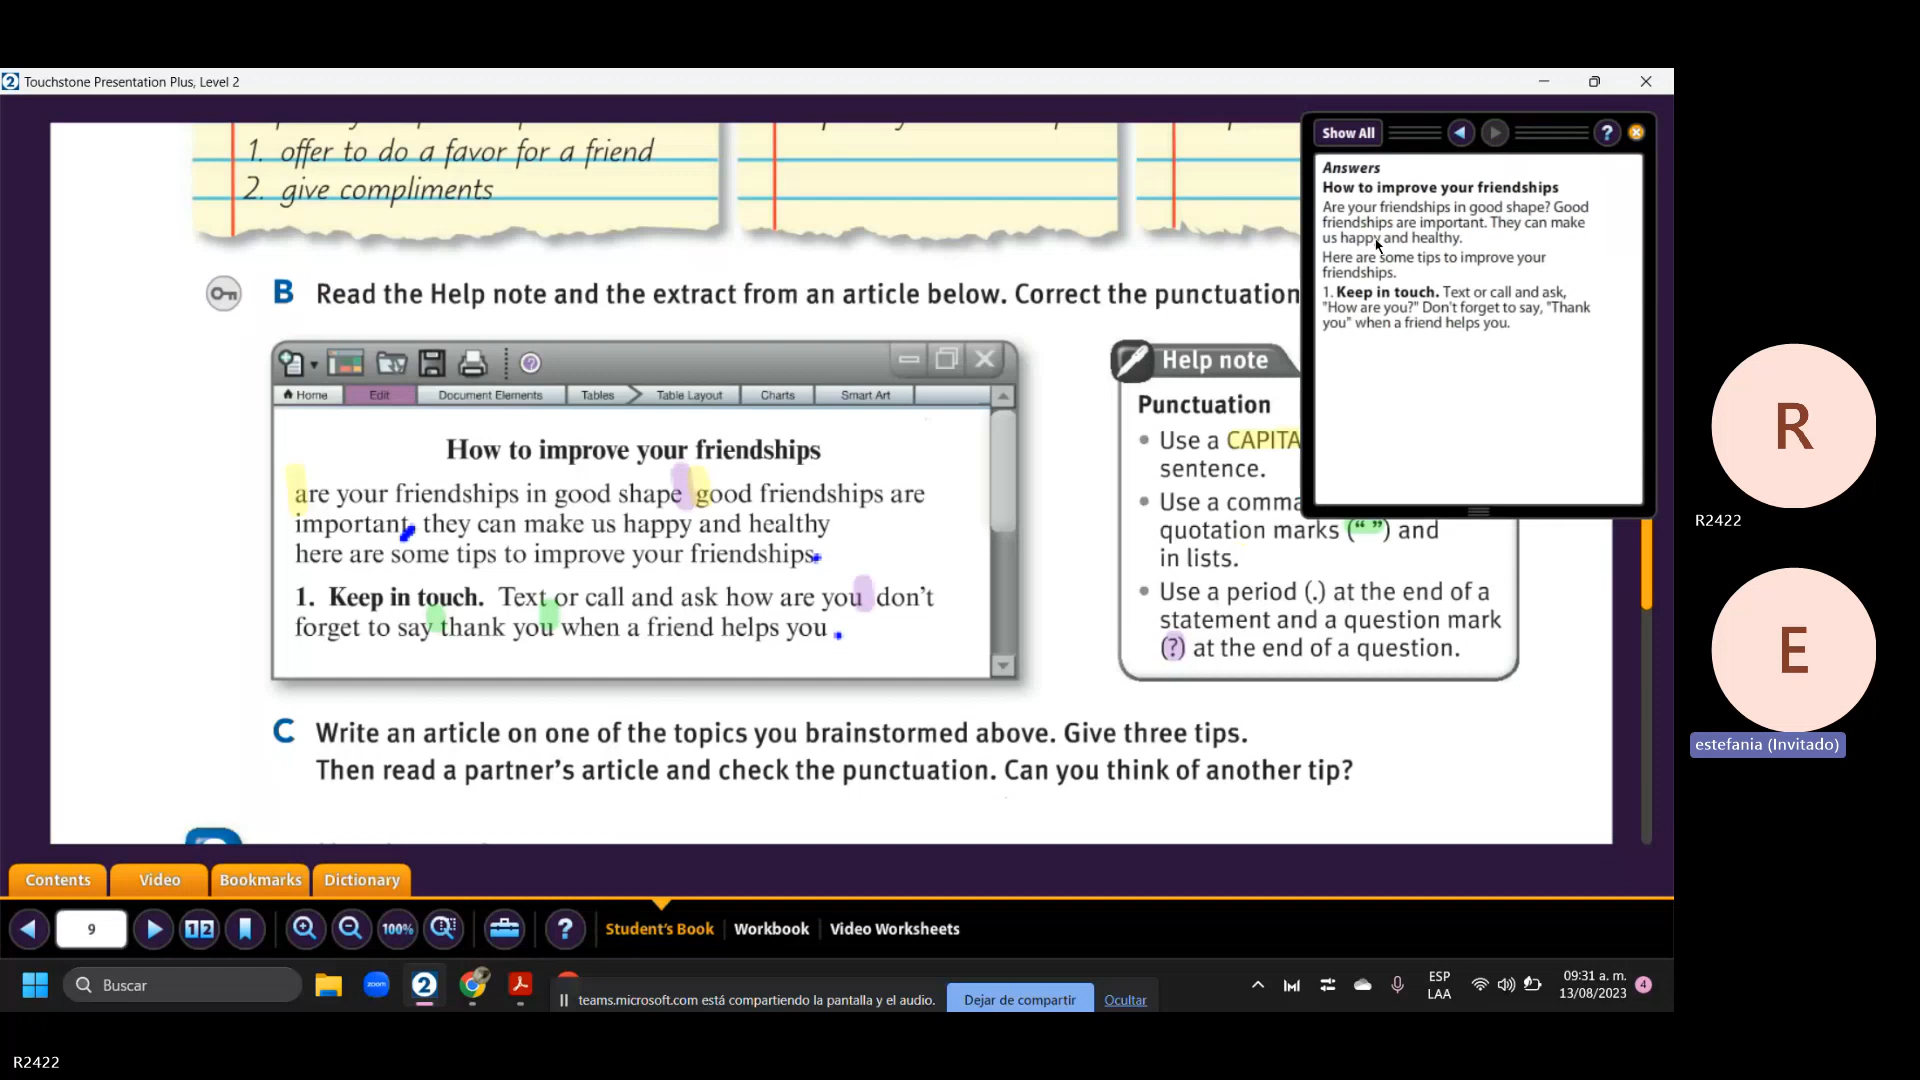 Touchstone Presentation Plus, Level 2
1. offer to do a favor for a friend
2. give compliments
B Read the Help note and the extract from an article below. Correct the punctuation
Home Edit Document Elements Tables Table Layout Charts Smart Art
How to improve your friendships
are your friendships in good shape good friendships are
important, they can make us happy and healthy
here are some tips to improve your friendships.
1. Keep in touch. Text or call and ask how are you don't
forget to say thank you when a friend helps you .
Help note
Punctuation
• Use a CAPITA
sentence.
• Use a comma
quotation marks (“ ”) and
in lists.
• Use a period (.) at the end of a
statement and a question mark
(?) at the end of a question.
Show All
?
Answers
How to improve your friendships
Are your friendships in good shape? Good
friendships are important. They can make
us happy and healthy.
Here are some tips to improve your
friendships.
1. Keep in touch. Text or call and ask,
"How are you?" Don't forget to say, "Thank
you" when a friend helps you.
C Write an article on one of the topics you brainstormed above. Give three tips.
Then read a partner's article and check the punctuation. Can you think of another tip?
Contents Video Bookmarks Dictionary
9 12 100% ? Student's Book Workbook Video Worksheets
Buscar
zoom
2
teams.microsoft.com está compartiendo la pantalla y el audio. Dejar de compartir Ocultar
ESP
LAA
09:31 a. m.
13/08/2023
4
R
R2422
E
estefania (Invitado)
R2422